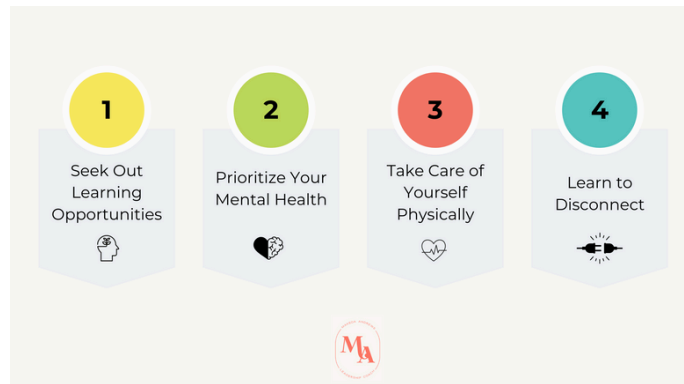 1
Seek Out
Learning
Opportunities
2
Prioritize Your
Mental Health
3
Take Care of
Yourself
Physically
4
Learn to
Disconnect
MA